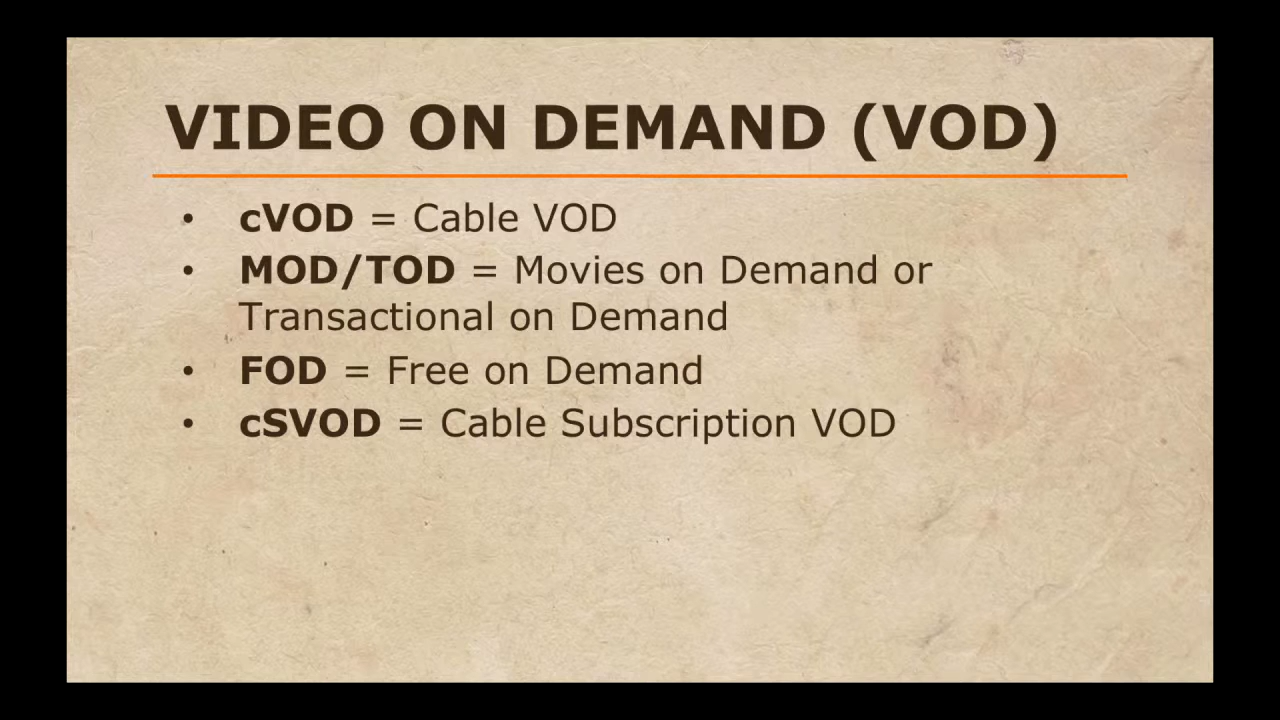 VIDEO ON DEMAND (VOD)
• cVOD = Cable VOD
• MOD/TOD = Movies on Demand or
Transactional on Demand
• FOD = Free on Demand
• cSVOD = Cable Subscription VOD